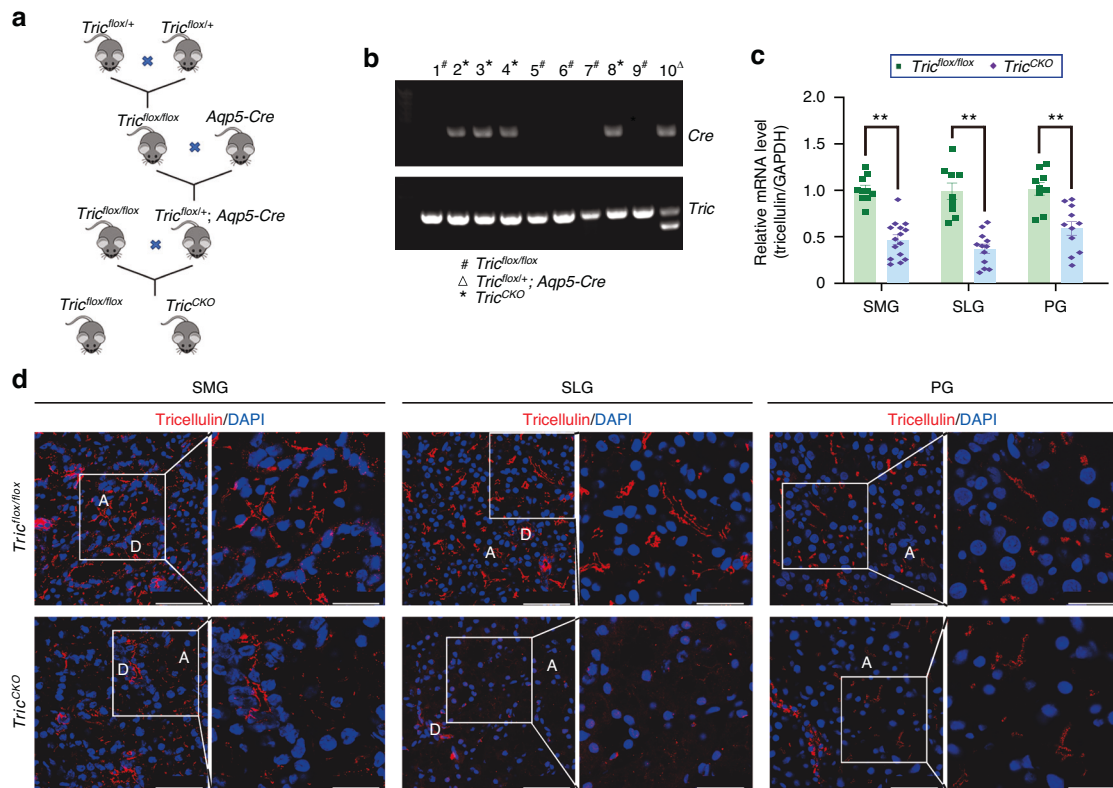 a
Tric^flox/+ Tric^flox/+
Tric^flox/flox Aqp5-Cre
Tric^flox/flox Tric^flox/+; Aqp5-Cre
Tric^flox/flox Tric^CKO
b
1# 2* 3* 4* 5# 6# 7# 8* 9# 10Δ
Cre
Tric
# Tric^flox/flox
Δ Tric^flox/+; Aqp5-Cre
* Tric^CKO
c
Tric^flox/flox Tric^CKO
Relative mRNA level
(tricellulin/GAPDH)
2.0
1.5
1.0
0.5
0
** ** **
SMG SLG PG
d
SMG SLG PG
Tricellulin/DAPI Tricellulin/DAPI Tricellulin/DAPI
Tric^flox/flox
A D
A D
A
Tric^CKO
D A
D A
A